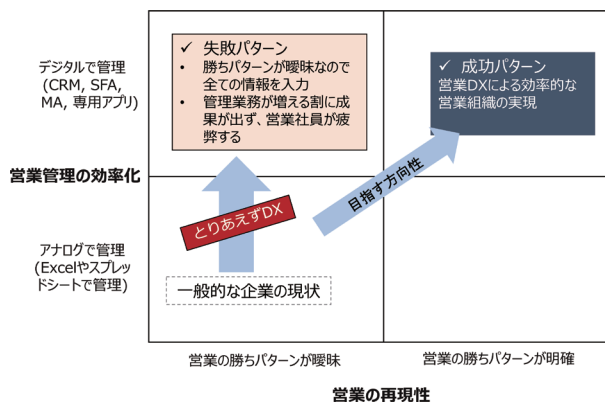 デジタルで管理
(CRM, SFA,
MA, 専用アプリ)
✓ 失敗パターン
• 勝ちパターンが曖昧なので
全ての情報を入力
• 管理業務が増える割に成
果が出ず、営業社員が疲
弊する
✓ 成功パターン
営業DXによる効率的な
営業組織の実現
営業管理の効率化
目指す方向性
とりあえずDX
アナログで管理
(Excelやスプレッ
ドシートで管理)
一般的な企業の現状
営業の勝ちパターンが曖昧
営業の勝ちパターンが明確
営業の再現性